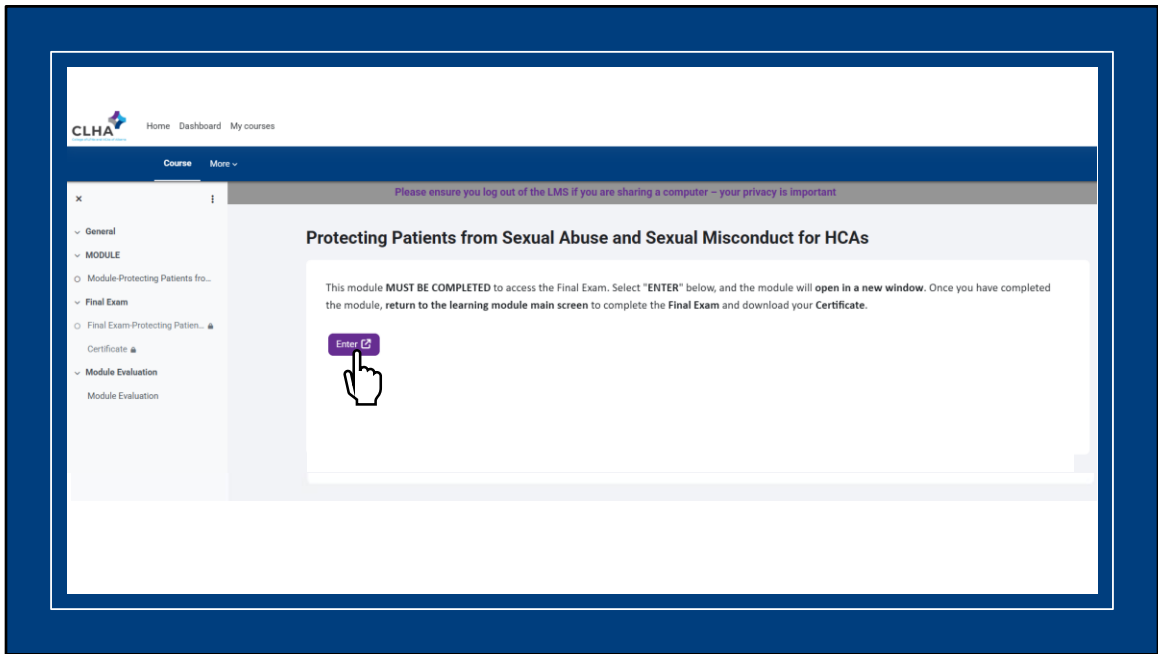 CLHA
Home Dashboard My courses
Course More
Please ensure you log out of the LMS if you are sharing a computer – your privacy is important
General
MODULE
Module-Protecting Patients fro...
Final Exam
Final Exam-Protecting Patien...
Certificate
Module Evaluation
Module Evaluation
Protecting Patients from Sexual Abuse and Sexual Misconduct for HCAs
This module MUST BE COMPLETED to access the Final Exam. Select "ENTER" below, and the module will open in a new window. Once you have completed
the module, return to the learning module main screen to complete the Final Exam and download your Certificate.
Enter